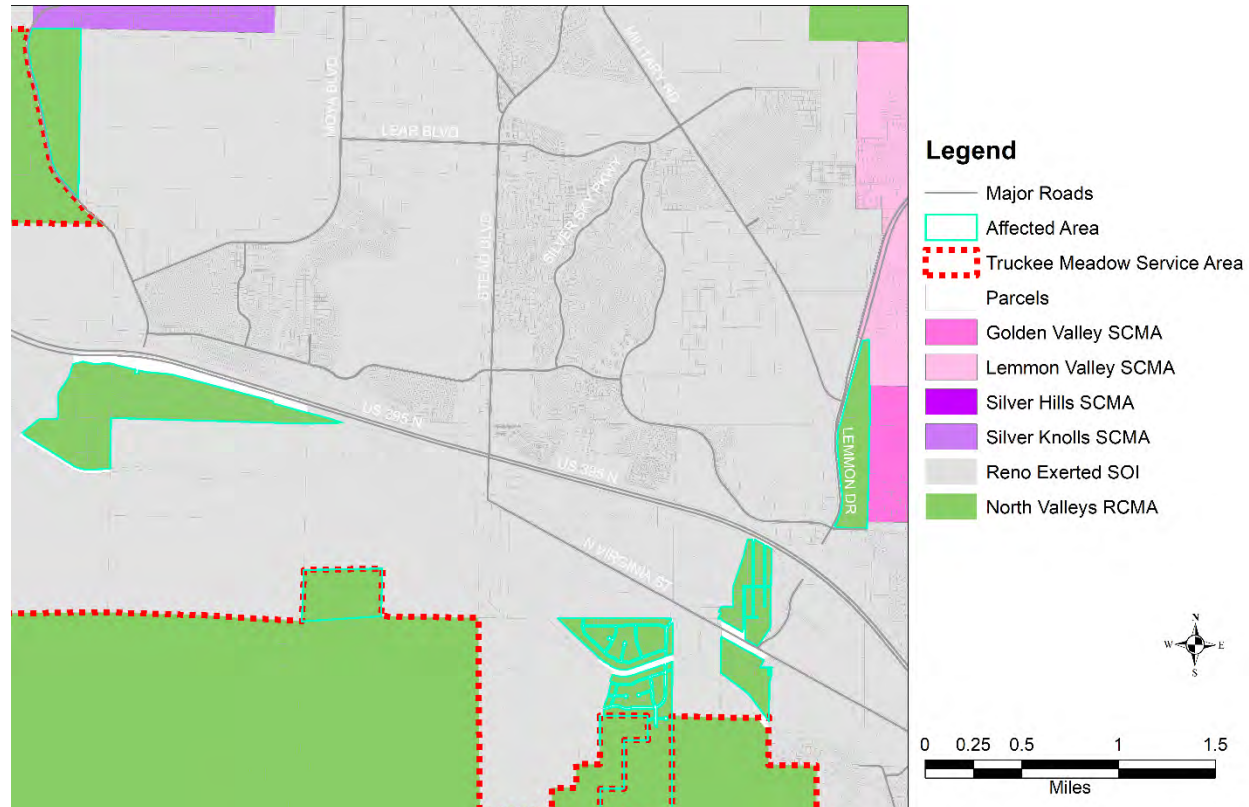 MILITARY RD
MOYA BLVD
LEAR BLVD
SILVER SKY PKWY
STEAD BLVD
US 395 N
US 395 N
LEMMON DR
N VIRGINIA ST
Legend
Major Roads
Affected Area
Truckee Meadow Service Area
Parcels
Golden Valley SCMA
Lemmon Valley SCMA
Silver Hills SCMA
Silver Knolls SCMA
Reno Exerted SOI
North Valleys RCMA
N
W E
S
0 0.25 0.5 1 1.5
Miles